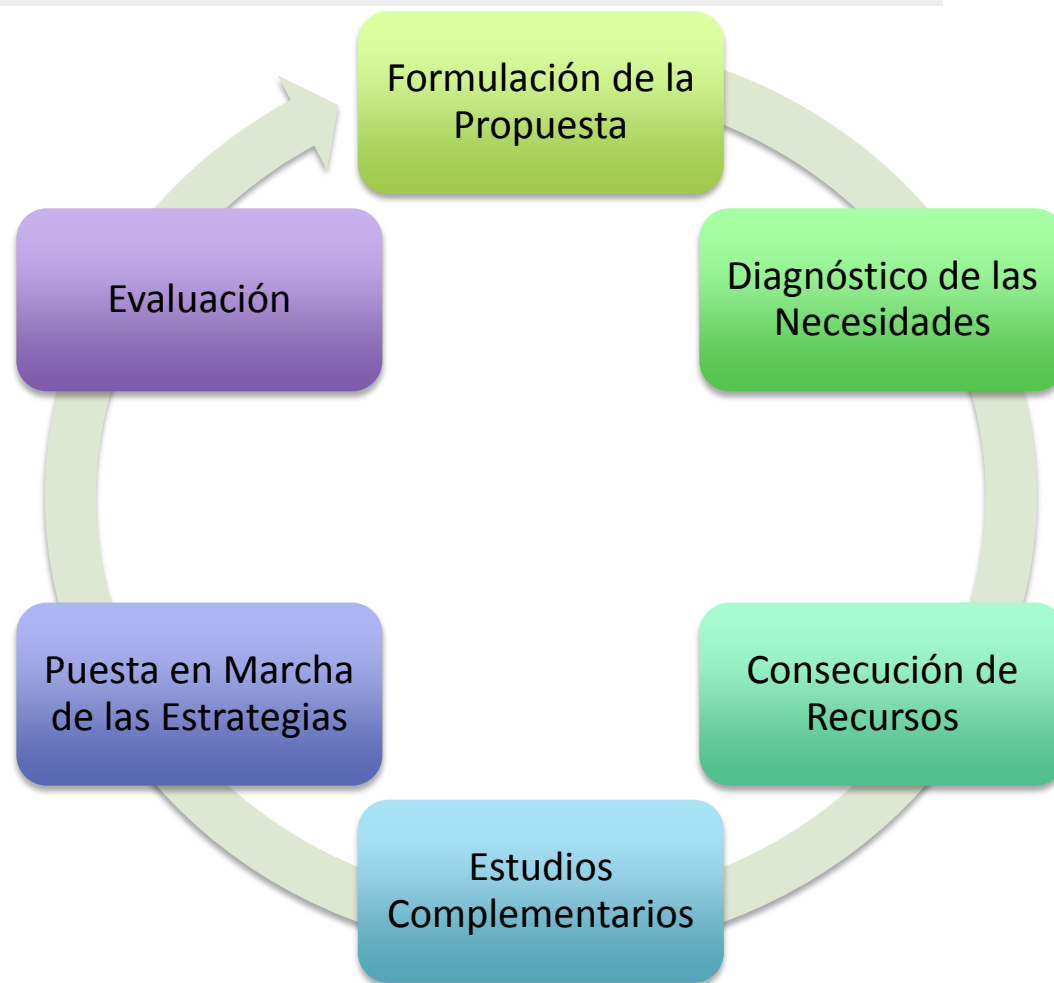 Formulación de la
Propuesta
Diagnóstico de las
Necesidades
Consecución de
Recursos
Estudios
Complementarios
Puesta en Marcha
de las Estrategias
Evaluación